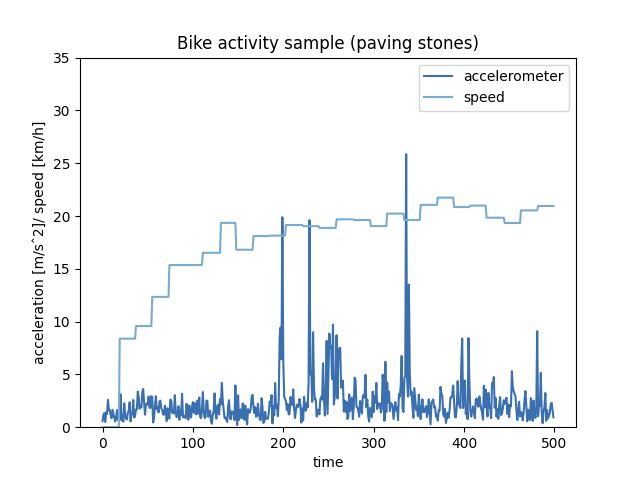 Bike activity sample (paving stones)
accelerometer
speed
acceleration [m/sˆ2]/ speed [km/h]
35
30
25
20
15
10
5
0
0 100 200 300 400 500
time